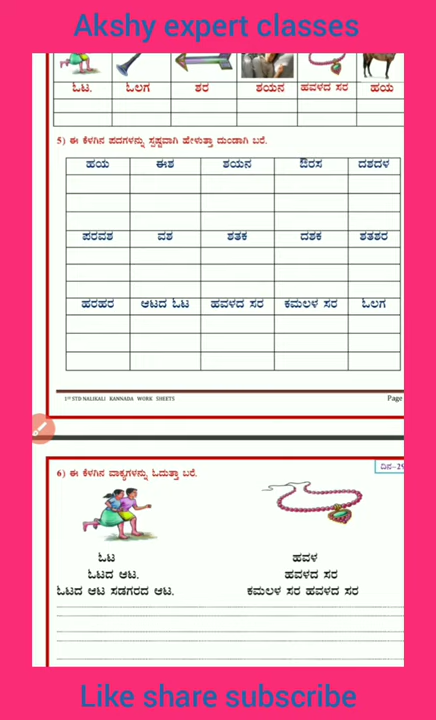 Akshy expert classes
ಓಟ. ಓಲಗ ಶರ ಶಯನ ಹವಳದ ಸರ ಹಯ
5) ಈ ಕೆಳಗಿನ ಪದಗಳನ್ನು ಸ್ಪಷ್ಟವಾಗಿ ಹೇಳುತ್ತಾ ದುಂಡಾಗಿ ಬರೆ.
ಹಯ ಈಶ ಶಯನ ಔರಸ ದಶದಳ
ಪರವಶ ವಶ ಶತಕ ದಶಕ ಶತಶರ
ಹರಹರ ಆಟದ ಓಟ ಹವಳದ ಸರ ಕಮಲಳ ಸರ ಓಲಗ
1ST STD NALIKALI KANNADA WORK SHEETS Page
ದಿನ-29
6) ಈ ಕೆಳಗಿನ ವಾಕ್ಯಗಳನ್ನು ಓದುತ್ತಾ ಬರೆ.
ಓಟ ಹವಳ
ಓಟದ ಆಟ. ಹವಳದ ಸರ
ಓಟದ ಆಟ ಸಡಗರದ ಆಟ. ಕಮಲಳ ಸರ ಹವಳದ ಸರ
Like share subscribe